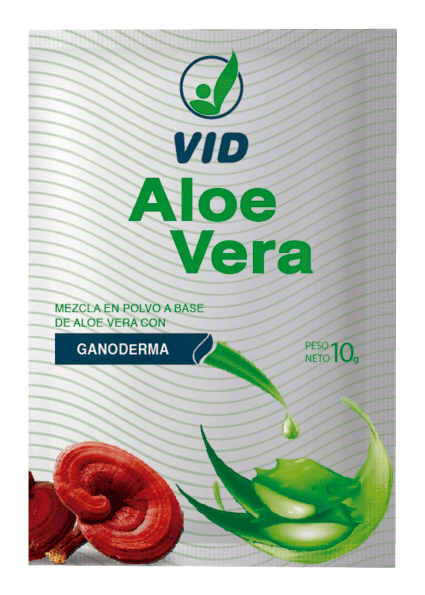 VID
Aloe
Vera
MEZCLA EN POLVO A BASE
DE ALOE VERA CON
GANODERMA
PESO
NETO 10g